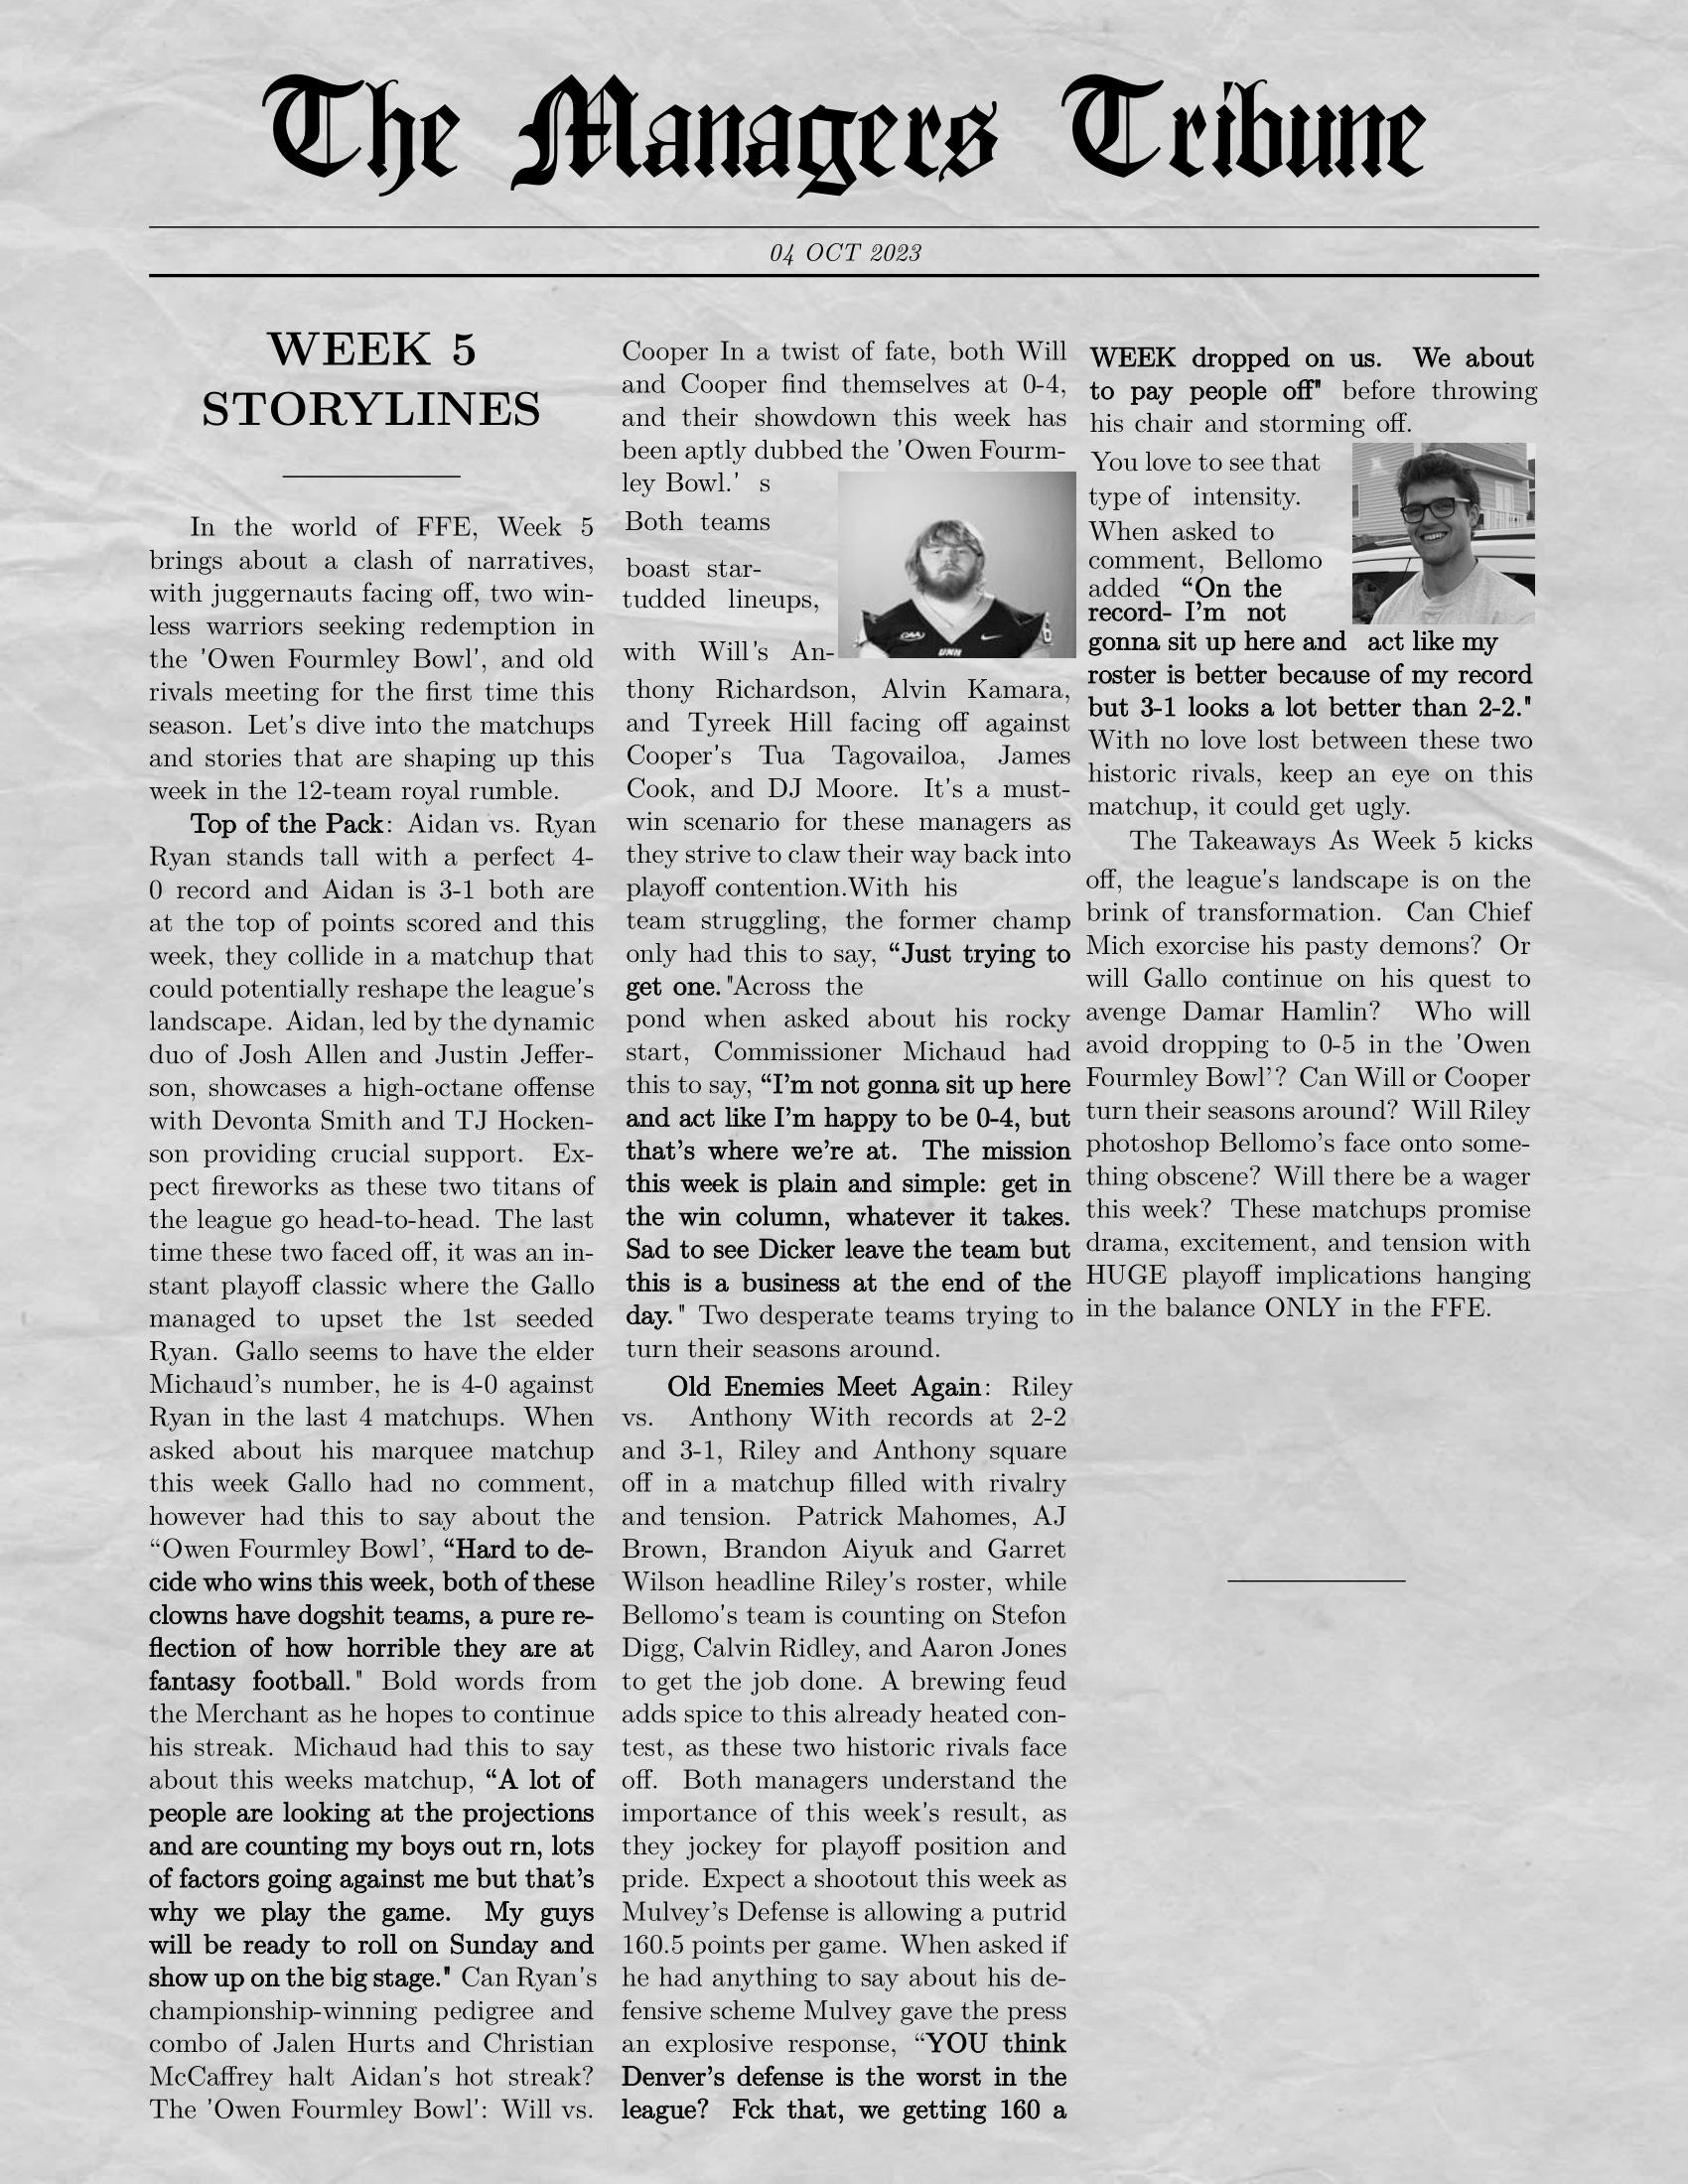 The Managers Tribune
04 OCT 2023
WEEK 5
STORYLINES
In the world of FFE, Week 5
brings about a clash of narratives,
with juggernauts facing off, two win-
less warriors seeking redemption in
the 'Owen Fourmley Bowl', and old
rivals meeting for the first time this
season. Let's dive into the matchups
and stories that are shaping up this
week in the 12-team royal rumble.
Top of the Pack: Aidan vs. Ryan
Ryan stands tall with a perfect 4-
0 record and Aidan is 3-1 both are
at the top of points scored and this
week, they collide in a matchup that
could potentially reshape the league's
landscape. Aidan, led by the dynamic
duo of Josh Allen and Justin Jeffer-
son, showcases a high-octane offense
with Devonta Smith and TJ Hocken-
son providing crucial support. Ex-
pect fireworks as these two titans of
the league go head-to-head. The last
time these two faced off, it was an in-
stant playoff classic where the Gallo
managed to upset the 1st seeded
Ryan. Gallo seems to have the elder
Michaud's number, he is 4-0 against
Ryan in the last 4 matchups. When
asked about his marquee matchup
this week Gallo had no comment,
however had this to say about the
“Owen Fourmley Bowl’, “Hard to de-
cide who wins this week, both of these
clowns have dogshit teams, a pure re-
flection of how horrible they are at
fantasy football." Bold words from
the Merchant as he hopes to continue
his streak. Michaud had this to say
about this weeks matchup, “A lot of
people are looking at the projections
and are counting my boys out rn, lots
of factors going against me but that’s
why we play the game. My guys
will be ready to roll on Sunday and
show up on the big stage." Can Ryan's
championship-winning pedigree and
combo of Jalen Hurts and Christian
McCaffrey halt Aidan's hot streak?
The 'Owen Fourmley Bowl': Will vs.
Cooper In a twist of fate, both Will
and Cooper find themselves at 0-4,
and their showdown this week has
been aptly dubbed the 'Owen Fourm-
ley Bowl.' s
Both teams
boast star-
tudded lineups,
with Will's An-
thony Richardson, Alvin Kamara,
and Tyreek Hill facing off against
Cooper's Tua Tagovailoa, James
Cook, and DJ Moore. It's a must-
win scenario for these managers as
they strive to claw their way back into
playoff contention.With his
team struggling, the former champ
only had this to say, “Just trying to
get one."Across the
pond when asked about his rocky
start, Commissioner Michaud had
this to say, “I’m not gonna sit up here
and act like I’m happy to be 0-4, but
that’s where we’re at. The mission
this week is plain and simple: get in
the win column, whatever it takes.
Sad to see Dicker leave the team but
this is a business at the end of the
day." Two desperate teams trying to
turn their seasons around.
Old Enemies Meet Again: Riley
vs. Anthony With records at 2-2
and 3-1, Riley and Anthony square
off in a matchup filled with rivalry
and tension. Patrick Mahomes, AJ
Brown, Brandon Aiyuk and Garret
Wilson headline Riley's roster, while
Bellomo's team is counting on Stefon
Digg, Calvin Ridley, and Aaron Jones
to get the job done. A brewing feud
adds spice to this already heated con-
test, as these two historic rivals face
off. Both managers understand the
importance of this week's result, as
they jockey for playoff position and
pride. Expect a shootout this week as
Mulvey’s Defense is allowing a putrid
160.5 points per game. When asked if
he had anything to say about his de-
fensive scheme Mulvey gave the press
an explosive response, “YOU think
Denver’s defense is the worst in the
league? Fck that, we getting 160 a
WEEK dropped on us. We about
to pay people off" before throwing
his chair and storming off.
You love to see that
type of intensity.
When asked to
comment, Bellomo
added “On the
record- I’m not
gonna sit up here and act like my
roster is better because of my record
but 3-1 looks a lot better than 2-2."
With no love lost between these two
historic rivals, keep an eye on this
matchup, it could get ugly.
The Takeaways As Week 5 kicks
off, the league's landscape is on the
brink of transformation. Can Chief
Mich exorcise his pasty demons? Or
will Gallo continue on his quest to
avenge Damar Hamlin? Who will
avoid dropping to 0-5 in the 'Owen
Fourmley Bowl’? Can Will or Cooper
turn their seasons around? Will Riley
photoshop Bellomo’s face onto some-
thing obscene? Will there be a wager
this week? These matchups promise
drama, excitement, and tension with
HUGE playoff implications hanging
in the balance ONLY in the FFE.